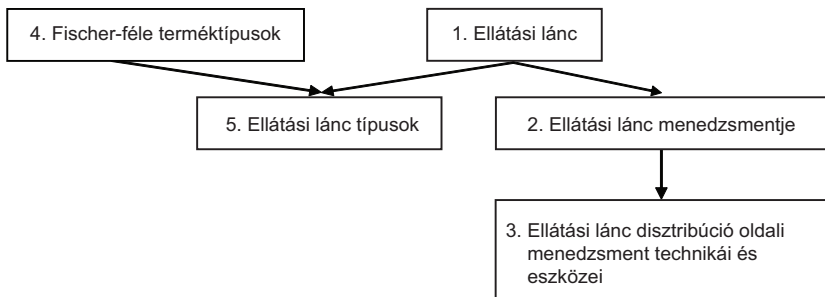 4. Fischer-féle terméktípusok
1. Ellátási lánc
5. Ellátási lánc típusok
2. Ellátási lánc menedzsmentje
3. Ellátási lánc disztribúció oldali
menedzsment technikái és
eszközei